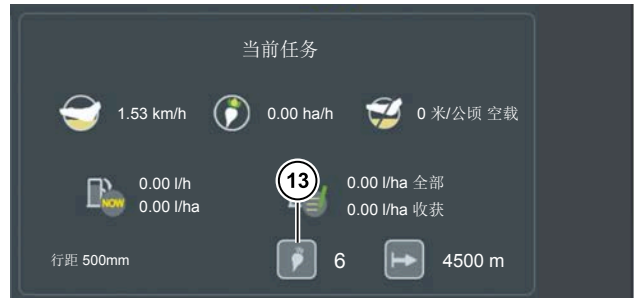 当前任务
1.53 km/h 0.00 ha/h 0 米/公顷 空载
0.00 l/h 13 0.00 l/ha 全部
NOW 0.00 l/ha 0.00 l/ha 收获
行距 500mm 6 4500 m